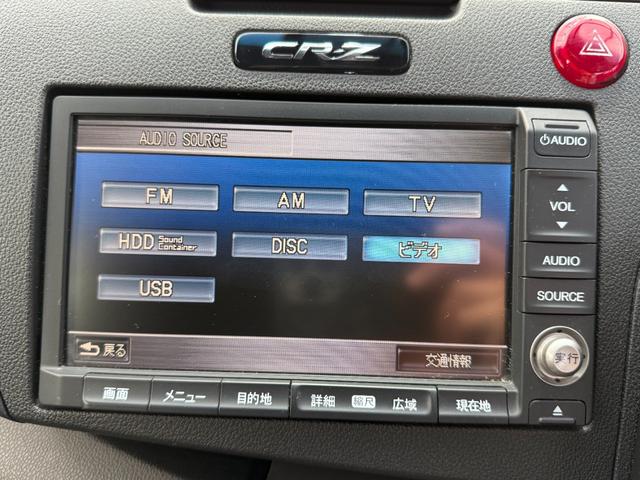 CR-Z
AUDIO SOURCE
FM AM TV
HDD Sound Container DISC ビデオ
USB
戻る 交通情報
画面 メニュー 目的地 詳細 縮尺 広域 現在地
AUDIO
VOL
AUDIO
SOURCE
実行